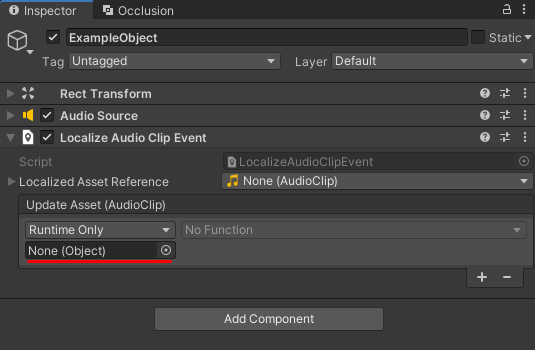 Inspector Occlusion
ExampleObject Static
Tag Untagged Layer Default
Rect Transform
Audio Source
Localize Audio Clip Event
Script LocalizeAudioClipEvent
Localized Asset Reference None (AudioClip)
Update Asset (AudioClip)
Runtime Only No Function
None (Object)
+ −
Add Component